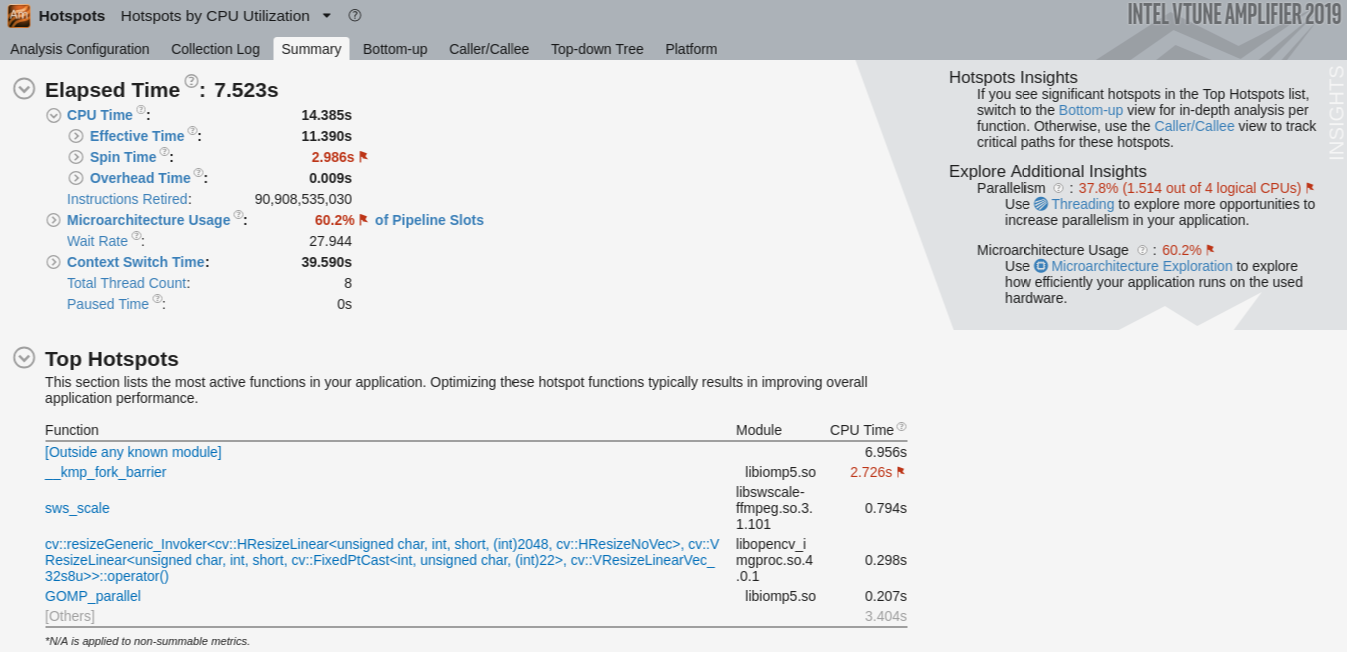 Hotspots Hotspots by CPU Utilization ?
INTEL VTUNE AMPLIFIER 2019
Analysis Configuration Collection Log Summary Bottom-up Caller/Callee Top-down Tree Platform
Elapsed Time ?: 7.523s
CPU Time ?: 14.385s
Effective Time ?: 11.390s
Spin Time ?: 2.986s
Overhead Time ?: 0.009s
Instructions Retired: 90,908,535,030
Microarchitecture Usage ?: 60.2% of Pipeline Slots
Wait Rate ?: 27.944
Context Switch Time: 39.590s
Total Thread Count: 8
Paused Time ?: 0s
Hotspots Insights
If you see significant hotspots in the Top Hotspots list,
switch to the Bottom-up view for in-depth analysis per
function. Otherwise, use the Caller/Callee view to track
critical paths for these hotspots.
Explore Additional Insights
Parallelism ? : 37.8% (1.514 out of 4 logical CPUs)
Use Threading to explore more opportunities to
increase parallelism in your application.
Microarchitecture Usage ? : 60.2%
Use Microarchitecture Exploration to explore
how efficiently your application runs on the used
hardware.
INSIGHTS
Top Hotspots
This section lists the most active functions in your application. Optimizing these hotspot functions typically results in improving overall
application performance.
Function Module CPU Time ?
[Outside any known module] 6.956s
__kmp_fork_barrier libiomp5.so 2.726s
libswscale-
sws_scale ffmpeg.so.3. 0.794s
1.101
cv::resizeGeneric_Invoker<cv::HResizeLinear<unsigned char, int, short, (int)2048, cv::HResizeNoVec>, cv::V libopencv_i
ResizeLinear<unsigned char, int, short, cv::FixedPtCast<int, unsigned char, (int)22>, cv::VResizeLinearVec_ mgproc.so.4 0.298s
32s8u>>::operator() .0.1
GOMP_parallel libiomp5.so 0.207s
[Others] 3.404s
*N/A is applied to non-summable metrics.